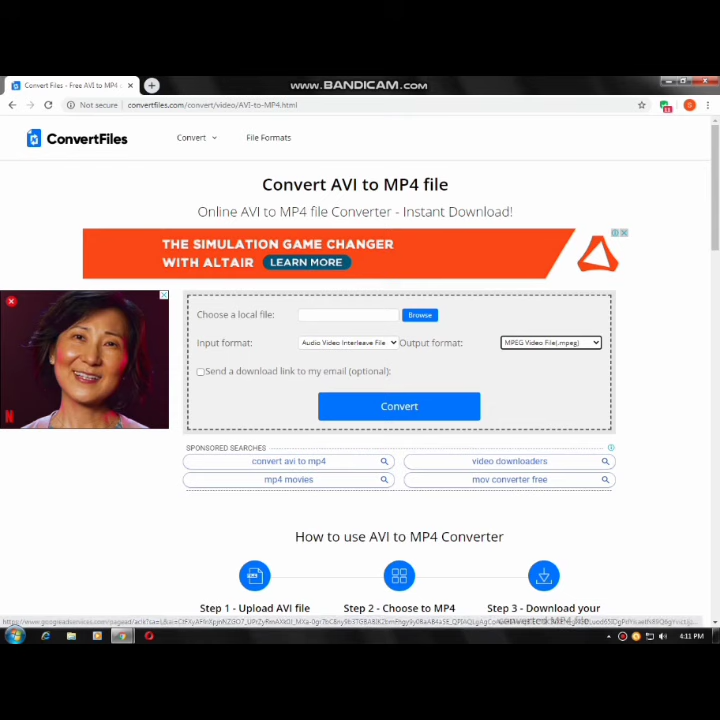 www.BANDICAM.com
Convert Files - Free AVI to MP4
Not secure
convertfiles.com/convert/video/AVI-to-MP4.html
11
S
ConvertFiles
Convert
File Formats
Convert AVI to MP4 file
Online AVI to MP4 file Converter - Instant Download!
THE SIMULATION GAME CHANGER
WITH ALTAIR LEARN MORE
Choose a local file:
Browse
Input format:
Audio Video Interleave File
Output format:
MPEG Video File(.mpeg)
Send a download link to my email (optional):
Convert
N
SPONSORED SEARCHES
convert avi to mp4
video downloaders
mp4 movies
mov converter free
How to use AVI to MP4 Converter
Step 1 - Upload AVI file
Step 2 - Choose to MP4
Step 3 - Download your
converted MP4 file
4:11 PM